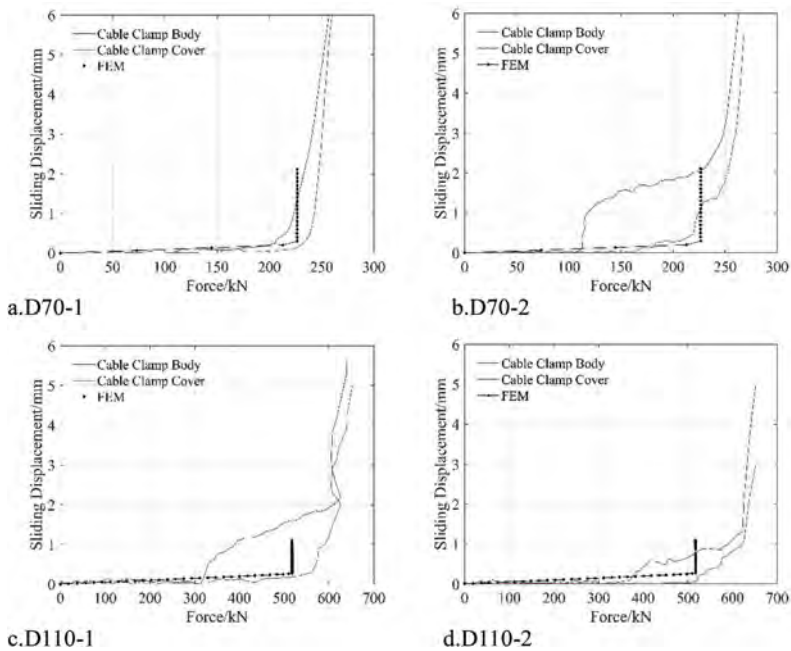 6
5
4
3
2
1
0
Sliding Displacement/mm
Cable Clamp Body
Cable Clamp Cover
FEM
0 50 100 150 200 250 300
Force/kN
a.D70-1
6
5
4
3
2
1
0
Sliding Displacement/mm
Cable Clamp Body
Cable Clamp Cover
FEM
0 50 100 150 200 250 300
Force/kN
b.D70-2
6
5
4
3
2
1
0
Sliding Displacement/mm
Cable Clamp Body
Cable Clamp Cover
FEM
0 100 200 300 400 500 600 700
Force/kN
c.D110-1
6
5
4
3
2
1
0
Sliding Displacement/mm
Cable Clamp Body
Cable Clamp Cover
FEM
0 100 200 300 400 500 600 700
Force/kN
d.D110-2